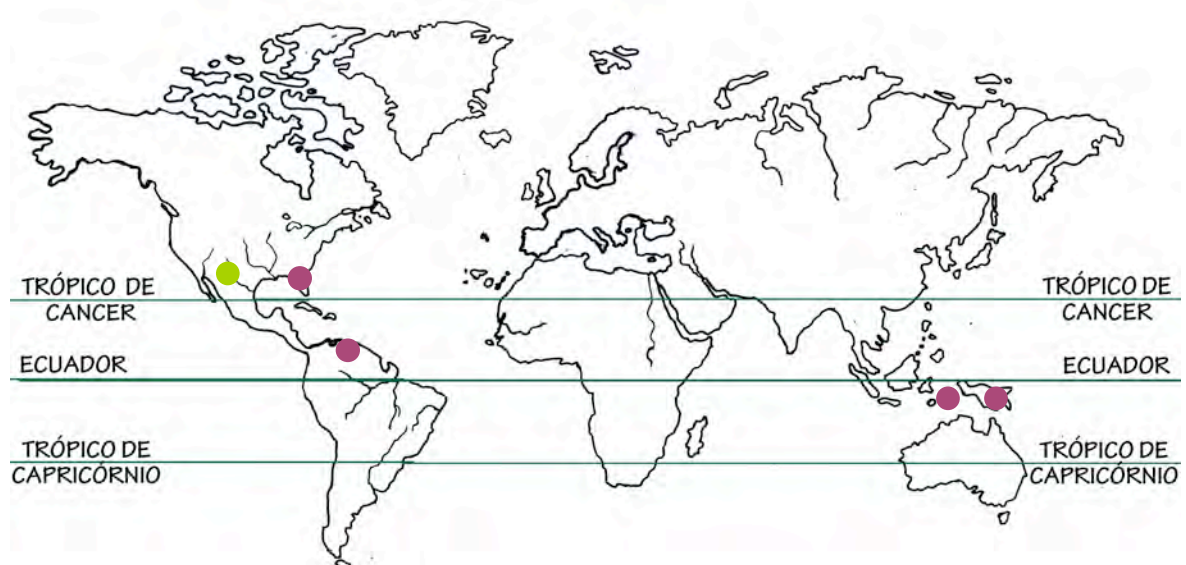 TRÓPICO DE
CANCER
TRÓPICO DE
CANCER
ECUADOR
ECUADOR
TRÓPICO DE
CAPRICÓRNIO
TRÓPICO DE
CAPRICÓRNIO